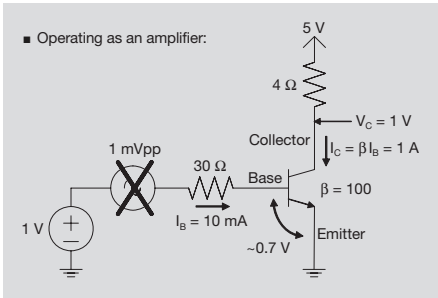 ■ Operating as an amplifier:
5 V
4 Ω
V_C = 1 V
Collector
I_C = βI_B = 1 A
1 mVpp
30 Ω
Base
β = 100
I_B = 10 mA
1 V
+
−
~0.7 V
Emitter